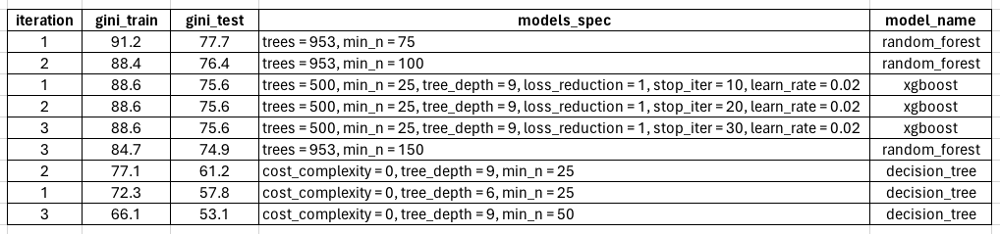 iteration gini_train gini_test models_spec model_name
1 91.2 77.7 trees = 953, min_n = 75 random_forest
2 88.4 76.4 trees = 953, min_n = 100 random_forest
1 88.6 75.6 trees = 500, min_n = 25, tree_depth = 9, loss_reduction = 1, stop_iter = 10, learn_rate = 0.02 xgboost
2 88.6 75.6 trees = 500, min_n = 25, tree_depth = 9, loss_reduction = 1, stop_iter = 20, learn_rate = 0.02 xgboost
3 88.6 75.6 trees = 500, min_n = 25, tree_depth = 9, loss_reduction = 1, stop_iter = 30, learn_rate = 0.02 xgboost
3 84.7 74.9 trees = 953, min_n = 150 random_forest
2 77.1 61.2 cost_complexity = 0, tree_depth = 9, min_n = 25 decision_tree
1 72.3 57.8 cost_complexity = 0, tree_depth = 6, min_n = 25 decision_tree
3 66.1 53.1 cost_complexity = 0, tree_depth = 9, min_n = 50 decision_tree